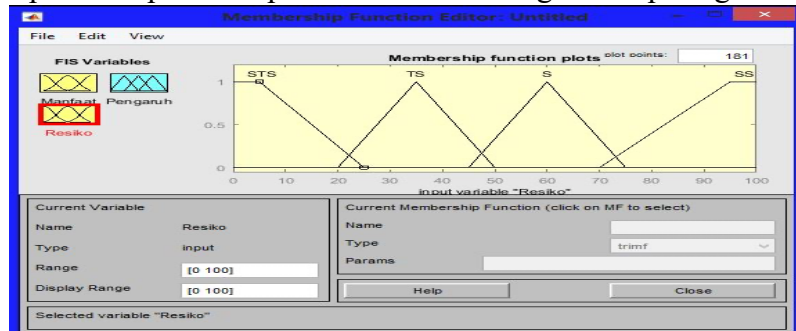 Membership Function Editor: Untitled
File Edit View
FIS Variables
Membership function plots
plot points:
181
Manfaat Pengaruh
Resiko
STS TS S SS
1
0.5
0
0 10 20 30 40 50 60 70 80 90 100
input variable "Resiko"
Current Variable
Name Resiko
Type input
Range [0 100]
Display Range [0 100]
Current Membership Function (click on MF to select)
Name
Type trimf
Params
Help Close
Selected variable "Resiko"